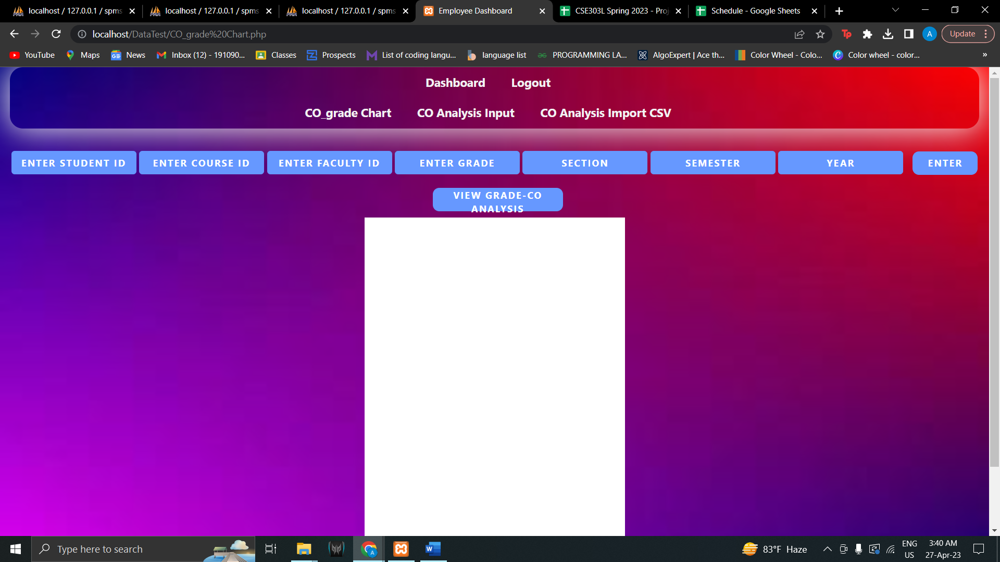 localhost / 127.0.0.1 / spms
localhost / 127.0.0.1 / spms
localhost / 127.0.0.1 / spms
Employee Dashboard
CSE303L Spring 2023 - Proj
Schedule - Google Sheets
localhost/DataTest/CO_grade%20Chart.php
Tp
A
Update
YouTube
Maps
News
Inbox (12) - 191090...
Classes
Prospects
List of coding langu...
language list
PROGRAMMING LA...
AlgoExpert | Ace th...
Color Wheel - Colo...
Color wheel - color...
»
Dashboard Logout
CO_grade Chart CO Analysis Input CO Analysis Import CSV
ENTER STUDENT ID ENTER COURSE ID ENTER FACULTY ID ENTER GRADE SECTION SEMESTER YEAR ENTER
VIEW GRADE-CO
ANALYSIS
Type here to search
83°F Haze
ENG
US
3:40 AM
27-Apr-23